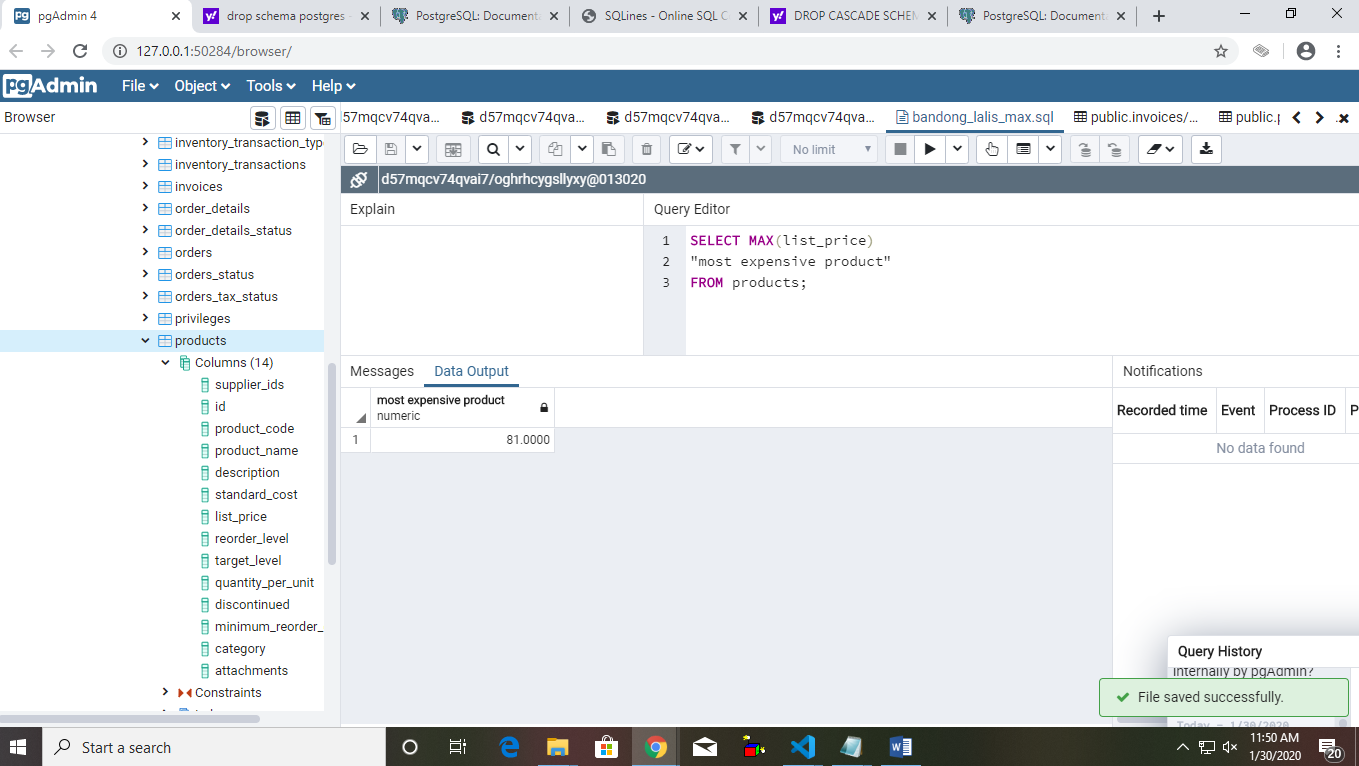 pgAdmin 4
drop schema postgres -
PostgreSQL: Documenta
SQLines - Online SQL C
DROP CASCADE SCHEM
PostgreSQL: Documenta
127.0.0.1:50284/browser/
pgAdmin
File
Object
Tools
Help
Browser
57mqcv74qva...
d57mqcv74qva...
d57mqcv74qva...
d57mqcv74qva...
bandong_lalis_max.sql
public.invoices/...
public.p
No limit
d57mqcv74qvai7/oghrhcygsllyxy@013020
inventory_transaction_typ
inventory_transactions
invoices
order_details
order_details_status
orders
orders_status
orders_tax_status
privileges
products
Columns (14)
supplier_ids
id
product_code
product_name
description
standard_cost
list_price
reorder_level
target_level
quantity_per_unit
discontinued
minimum_reorder_
category
attachments
Constraints
Explain
Query Editor
1 SELECT MAX(list_price)
2 "most expensive product"
3 FROM products;
Messages
Data Output
most expensive product
numeric
1 81.0000
Notifications
Recorded time Event Process ID P
No data found
Query History
internally by pgAdmin?
File saved successfully.
Today - 1/30/2020
Start a search
11:50 AM
1/30/2020
20